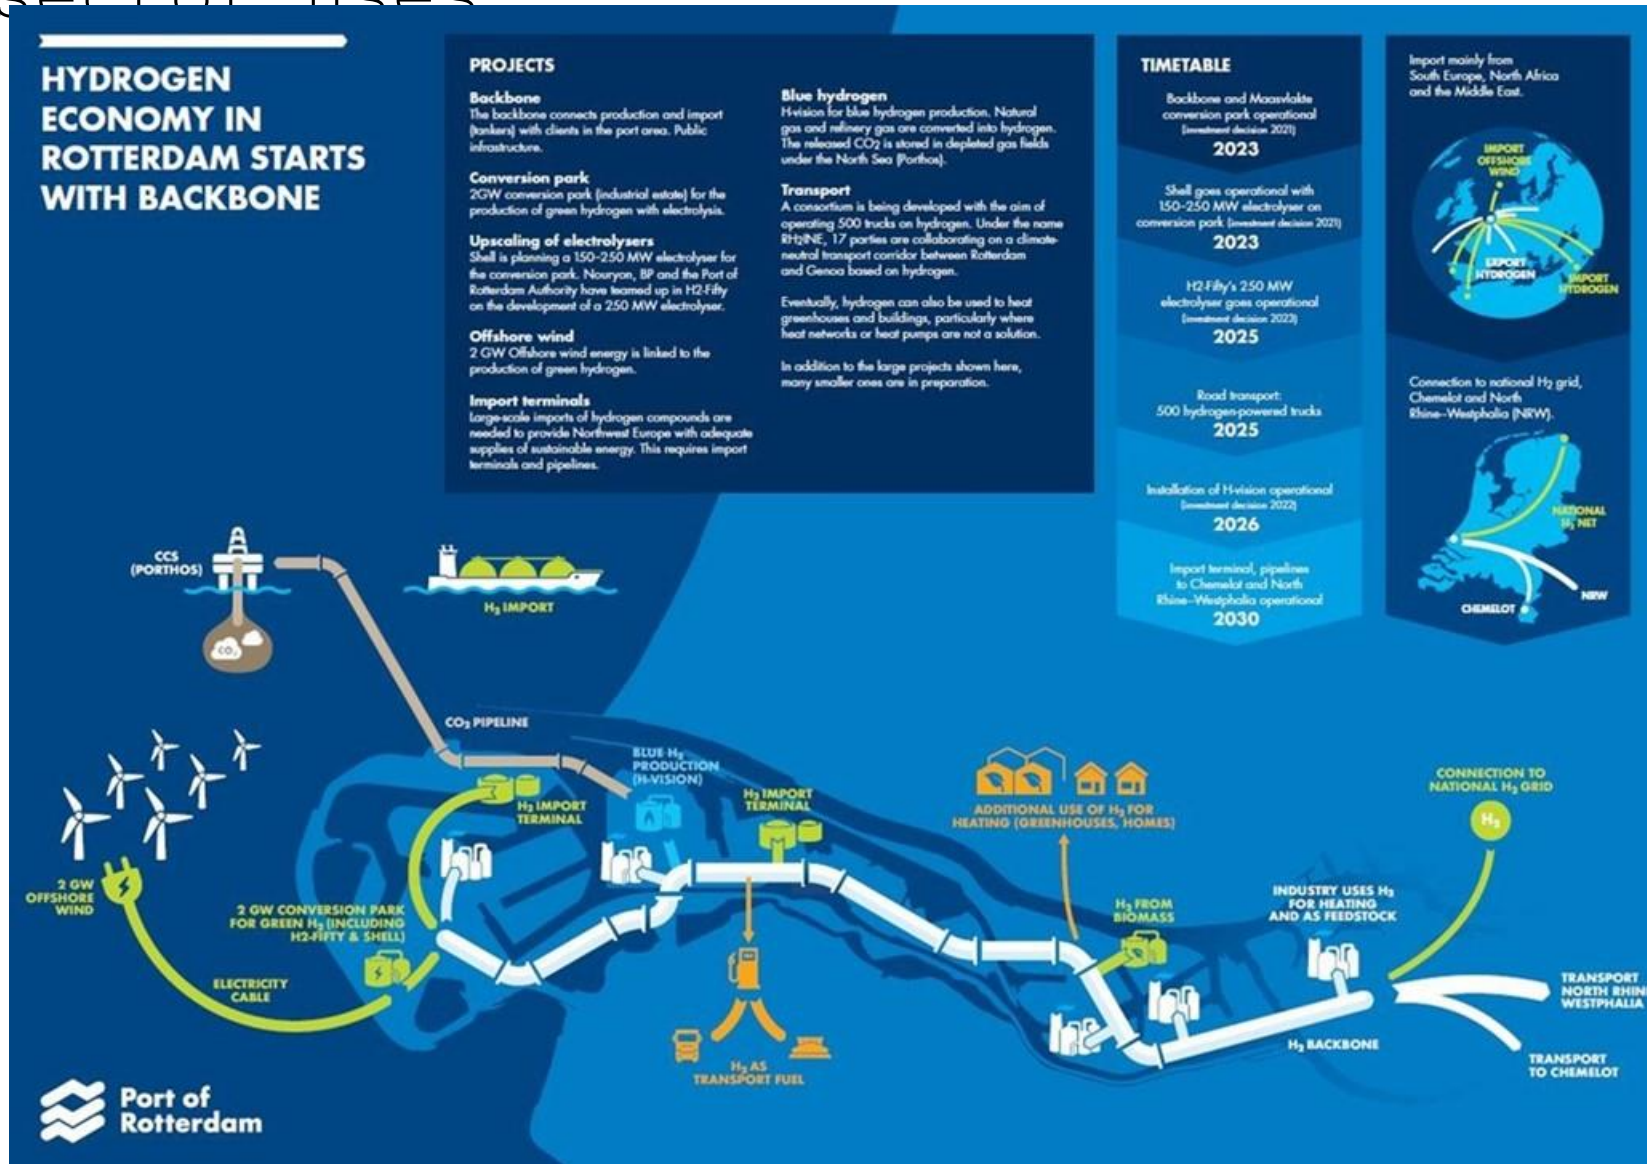 HYDROGEN
ECONOMY IN
ROTTERDAM STARTS
WITH BACKBONE
PROJECTS
Backbone
The backbone connects production and import
(tankers) with clients in the port area. Public
infrastructure.
Conversion park
2GW conversion park (industrial estate) for the
production of green hydrogen with electrolysis.
Upscaling of electrolysers
Shell is planning a 150-250 MW electrolyser for
the conversion park. Nouryon, BP and the Port of
Rotterdam Authority have teamed up in H2-Fifty
on the development of a 250 MW electrolyser.
Offshore wind
2 GW Offshore wind energy is linked to the
production of green hydrogen.
Import terminals
Large-scale imports of hydrogen compounds are
needed to provide Northwest Europe with adequate
supplies of sustainable energy. This requires import
terminals and pipelines.
Blue hydrogen
H-vision for blue hydrogen production. Natural
gas and refinery gas are converted into hydrogen.
The released CO2 is stored in depleted gas fields
under the North Sea (Porthos).
Transport
A consortium is being developed with the aim of
operating 500 trucks on hydrogen. Under the name
RH2INE, 17 parties are collaborating on a climate-
neutral transport corridor between Rotterdam
and Genoa based on hydrogen.
Eventually, hydrogen can also be used to heat
greenhouses and buildings, particularly where
heat networks or heat pumps are not a solution.
In addition to the large projects shown here,
many smaller ones are in preparation.
TIMETABLE
Backbone and Maasvlakte
conversion park operational
(investment decision 2021)
2023
Shell goes operational with
150-250 MW electrolyser on
conversion park (investment decision 2021)
2023
H2-Fifty's 250 MW
electrolyser goes operational
(investment decision 2023)
2025
Road transport:
500 hydrogen-powered trucks
2025
Installation of H-vision operational
(investment decision 2022)
2026
Import terminal, pipelines
to Chemelot and North
Rhine-Westphalia operational
2030
Import mainly from
South Europe, North Africa
and the Middle East.
IMPORT
OFFSHORE
WIND
EXPORT
HYDROGEN
IMPORT
HYDROGEN
Connection to national H2 grid,
Chemelot and North
Rhine-Westphalia (NRW).
NATIONAL
H2 NET
NRW
CHEMELOT
CCS
(PORTHOS)
CO2
H2 IMPORT
CO2 PIPELINE
BLUE H2
PRODUCTION
(H-VISION)
H2 IMPORT
TERMINAL
H2 IMPORT
TERMINAL
ADDITIONAL USE OF H2 FOR
HEATING (GREENHOUSES, HOMES)
CONNECTION TO
NATIONAL H2 GRID
H2
2 GW
OFFSHORE
WIND
2 GW CONVERSION PARK
FOR GREEN H2 (INCLUDING
H2-FIFTY & SHELL)
ELECTRICITY
CABLE
H2 FROM
BIOMASS
INDUSTRY USES H2
FOR HEATING
AND AS FEEDSTOCK
TRANSPORT
NORTH RHIN
WESTPHALIA
H2 BACKBONE
TRANSPORT
TO CHEMELOT
H2 AS
TRANSPORT FUEL
Port of
Rotterdam